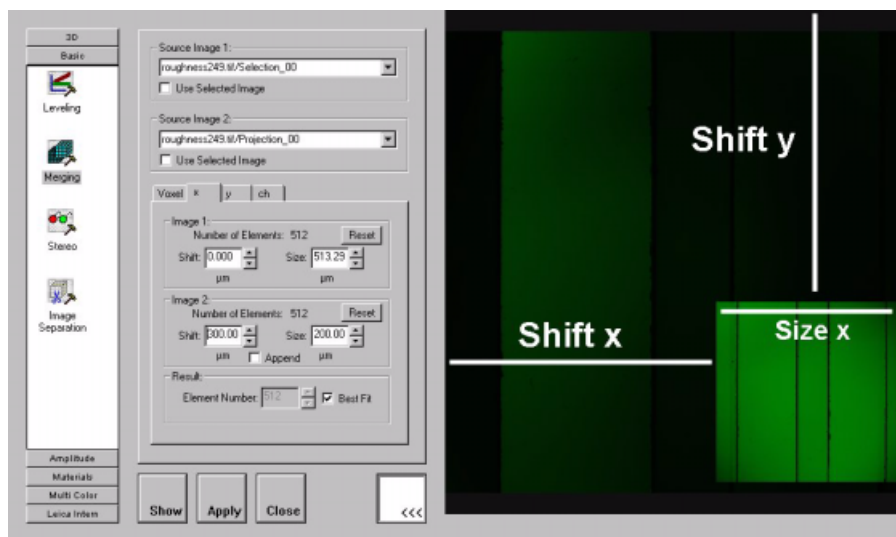 3D
Basic
Leveling
Merging
Stereo
Image
Separation
Amplitude
Materials
Multi Color
Leica Intern
Source Image 1:
roughness249.tif/Selection_00
Use Selected Image
Source Image 2:
roughness249.tif/Projection_00
Use Selected Image
Voxel x y ch
Image 1:
Number of Elements: 512 Reset
Shift: 0.000 Size: 513.29
µm µm
Image 2:
Number of Elements: 512 Reset
Shift: 300.00 Size: 200.00
µm Append µm
Result:
Element Number: 512 Best Fit
Show Apply Close <<<
Shift y
Shift x
Size x